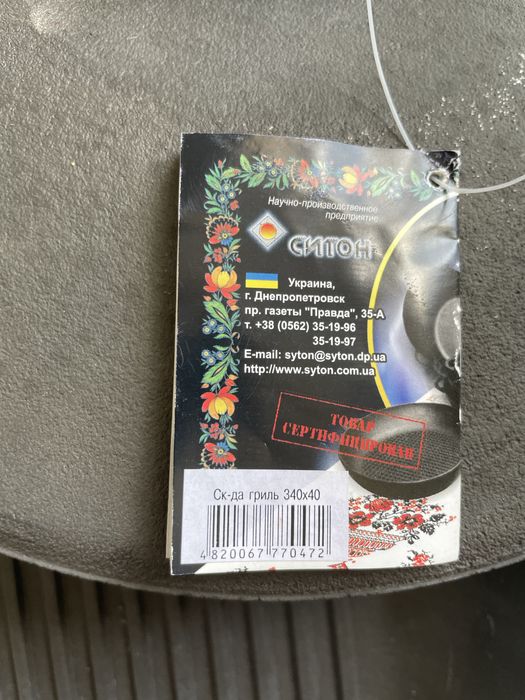 Научно-производственное
предприятие
СИТОН
Украина,
г. Днепропетровск
пр. газеты "Правда", 35-А
т. +38 (0562) 35-19-96
35-19-97
E-mail: syton@syton.dp.ua
http://www.syton.com.ua
ТОВАР
СЕРТИФИЦИРОВАН
Ск-да гриль 340х40
4 820067 770472